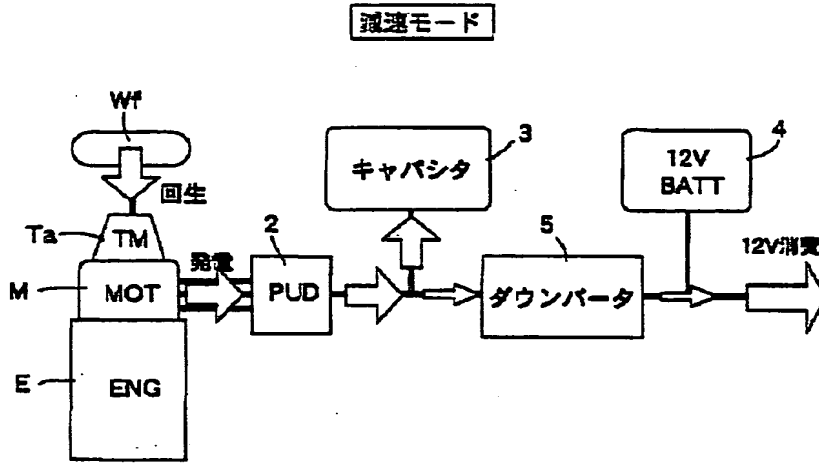 減速モード
Wf
回生
Ta
TM
発電
M
MOT
E
ENG
2
PUD
キャパシタ
3
5
ダウンバータ
12V
BATT
4
12V消費